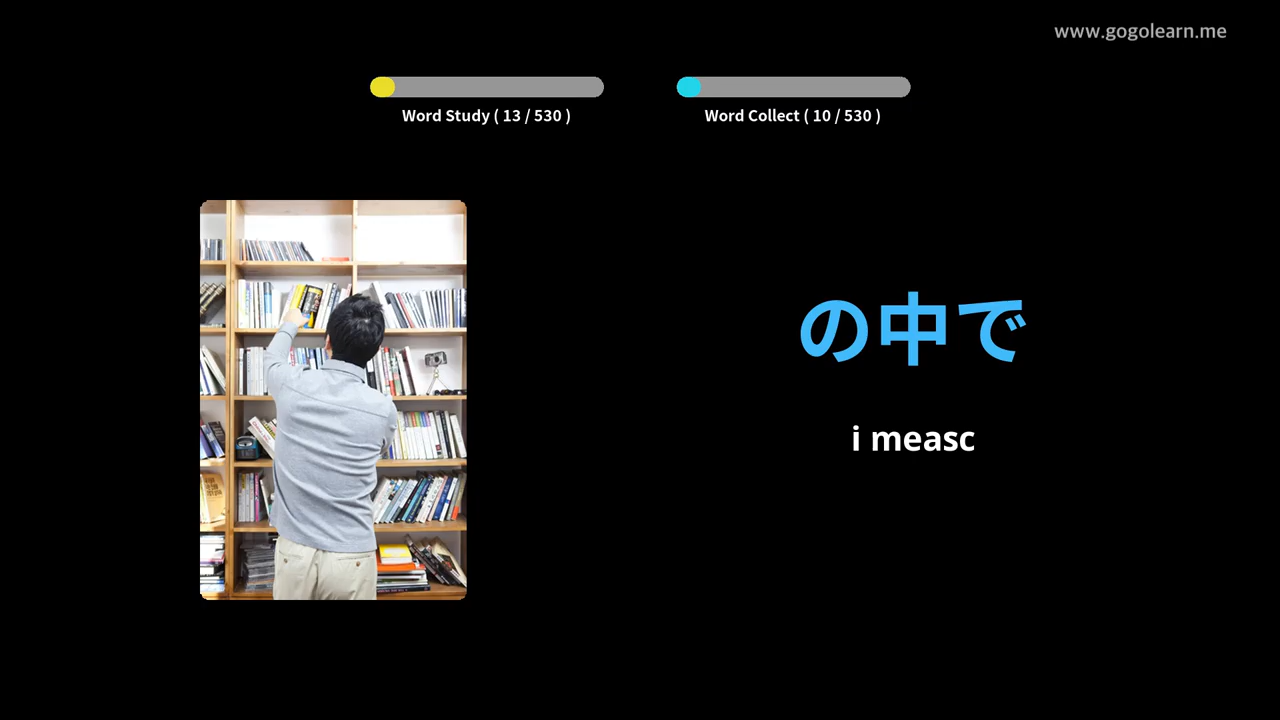 www.gogolearn.me
Word Study ( 13 / 530 )
Word Collect ( 10 / 530 )
の中で
i measc